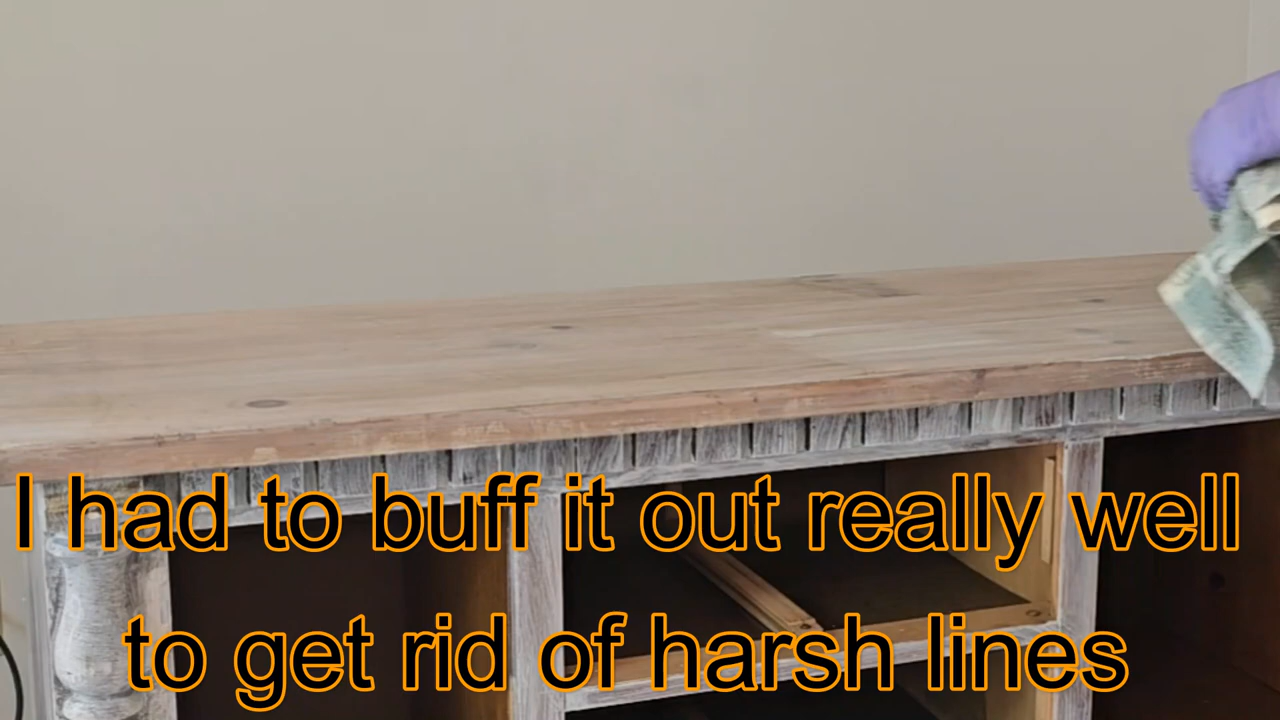 I had to buff it out really well
to get rid of harsh lines